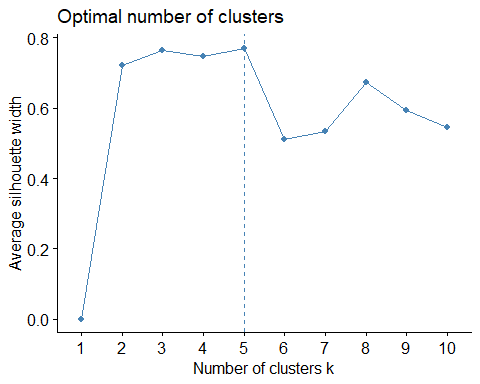 Optimal number of clusters
Average silhouette width
0.8
0.6
0.4
0.2
0.0
1 2 3 4 5 6 7 8 9 10
Number of clusters k